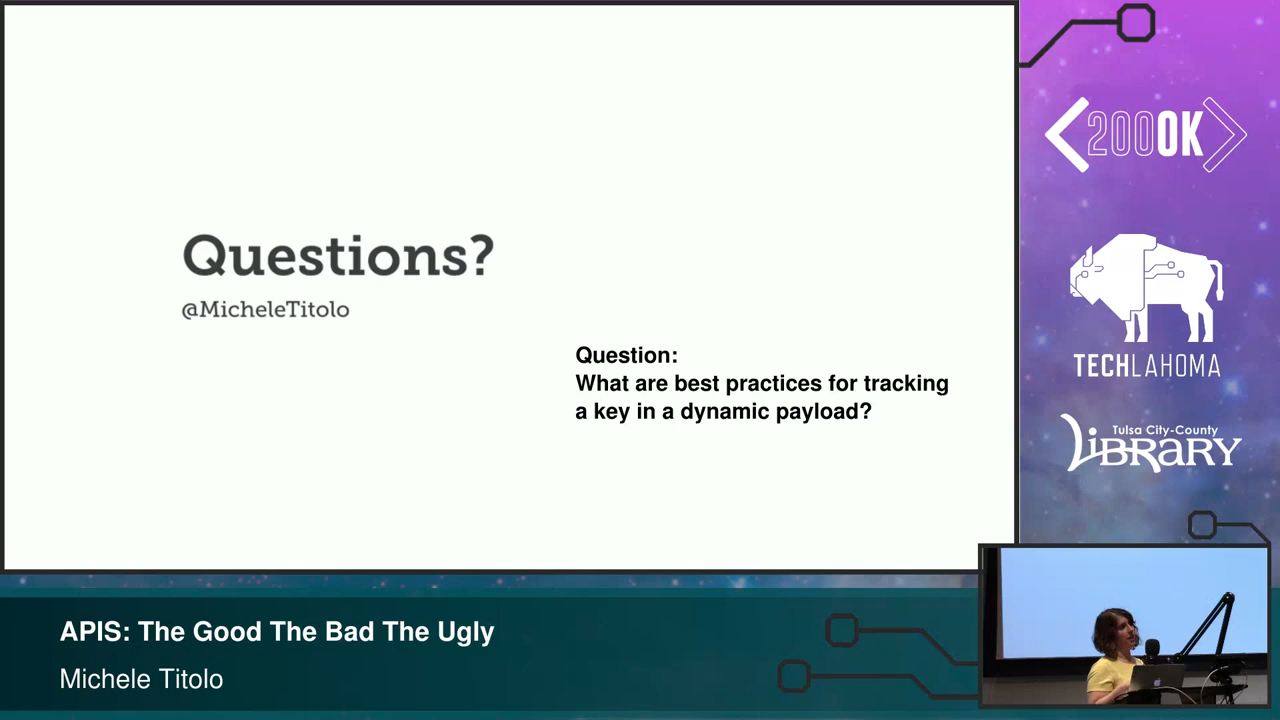 Questions?
@MicheleTitolo
Question:
What are best practices for tracking
a key in a dynamic payload?
200OK
TECHLAHOMA
Tulsa City-County
LiBRARY
APIS: The Good The Bad The Ugly
Michele Titolo